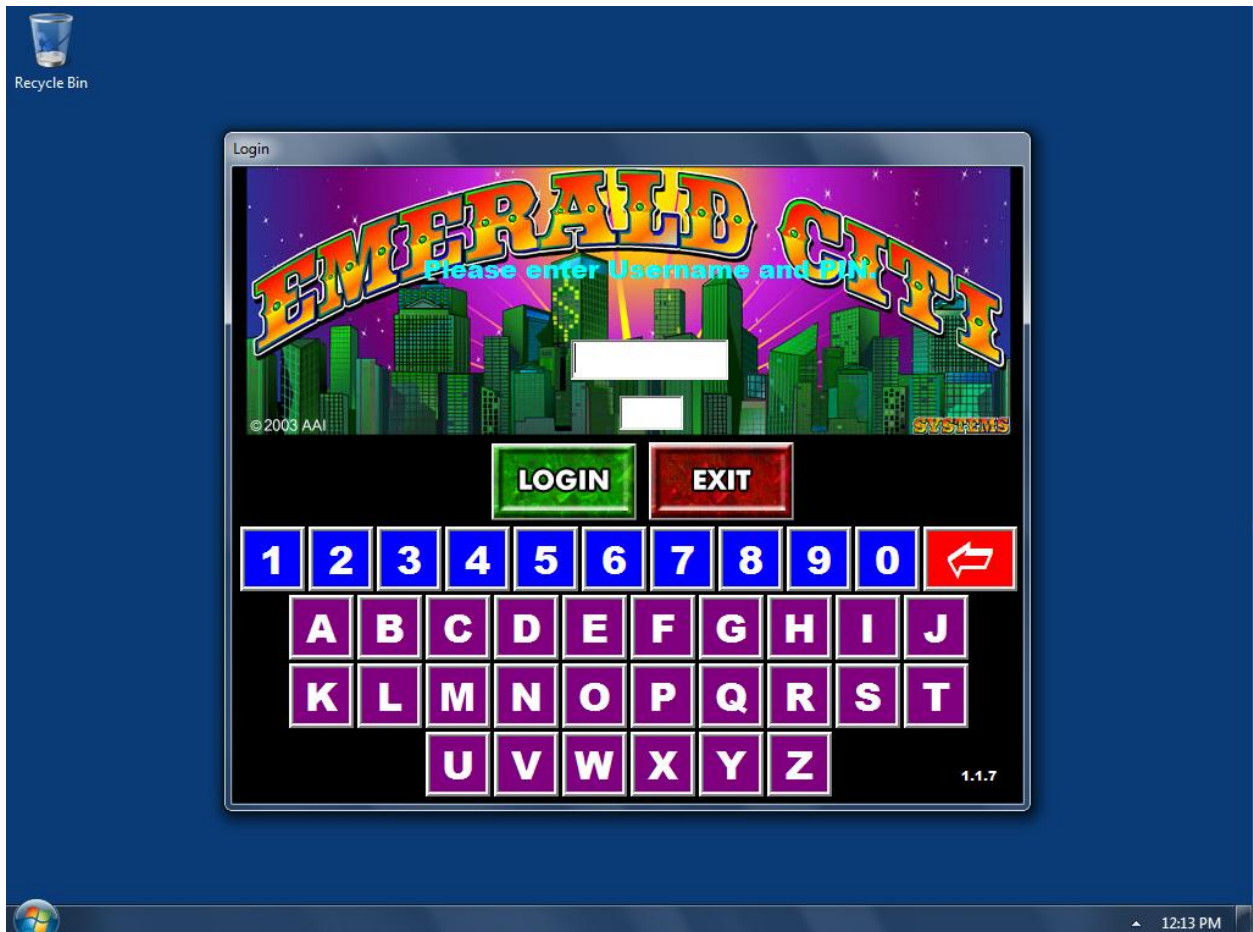 Recycle Bin
Login
EMERALD CITI
Please enter Username and PIN.
© 2003 AAI
SYSTEMS
LOGIN EXIT
1 2 3 4 5 6 7 8 9 0
A B C D E F G H I J
K L M N O P Q R S T
U V W X Y Z
1.1.7
12:13 PM